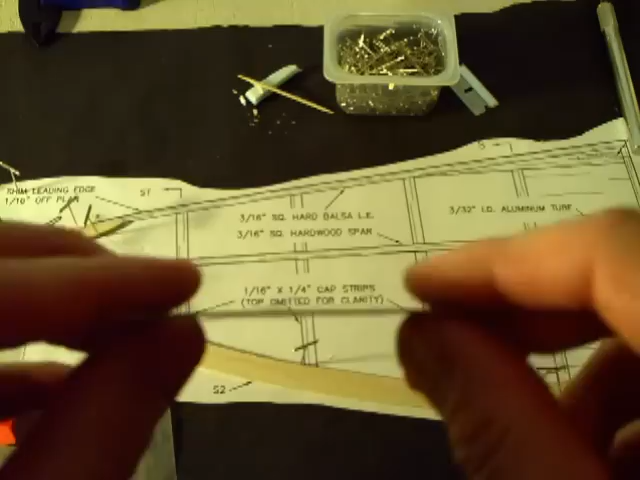 TRIM LEADING EDGE
1/16" OFF PLAN
S1
S
3/16" SQ. HARD BALSA L.E.
3/16" SQ. HARDWOOD SPAR
3/32" I.D. ALUMINUM TUBE
1/16" X 1/4" CAP STRIPS
(TOP OMITTED FOR CLARITY)
S2